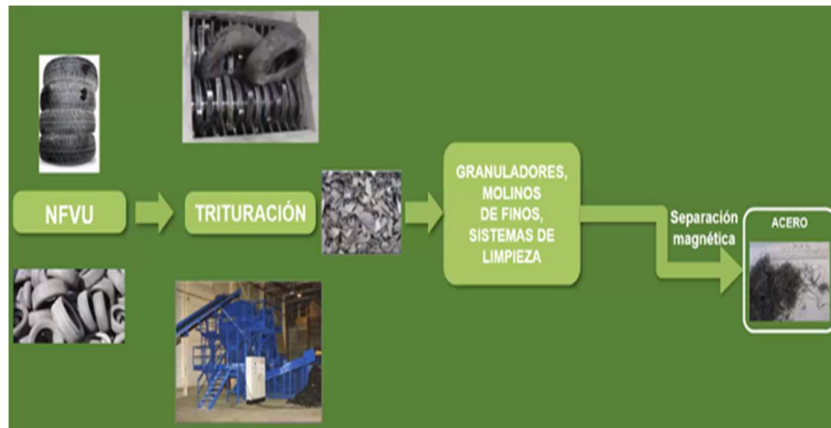 NFVU
TRITURACIÓN
GRANULADORES,
MOLINOS
DE FINOS,
SISTEMAS DE
LIMPIEZA
Separación
magnética
ACERO